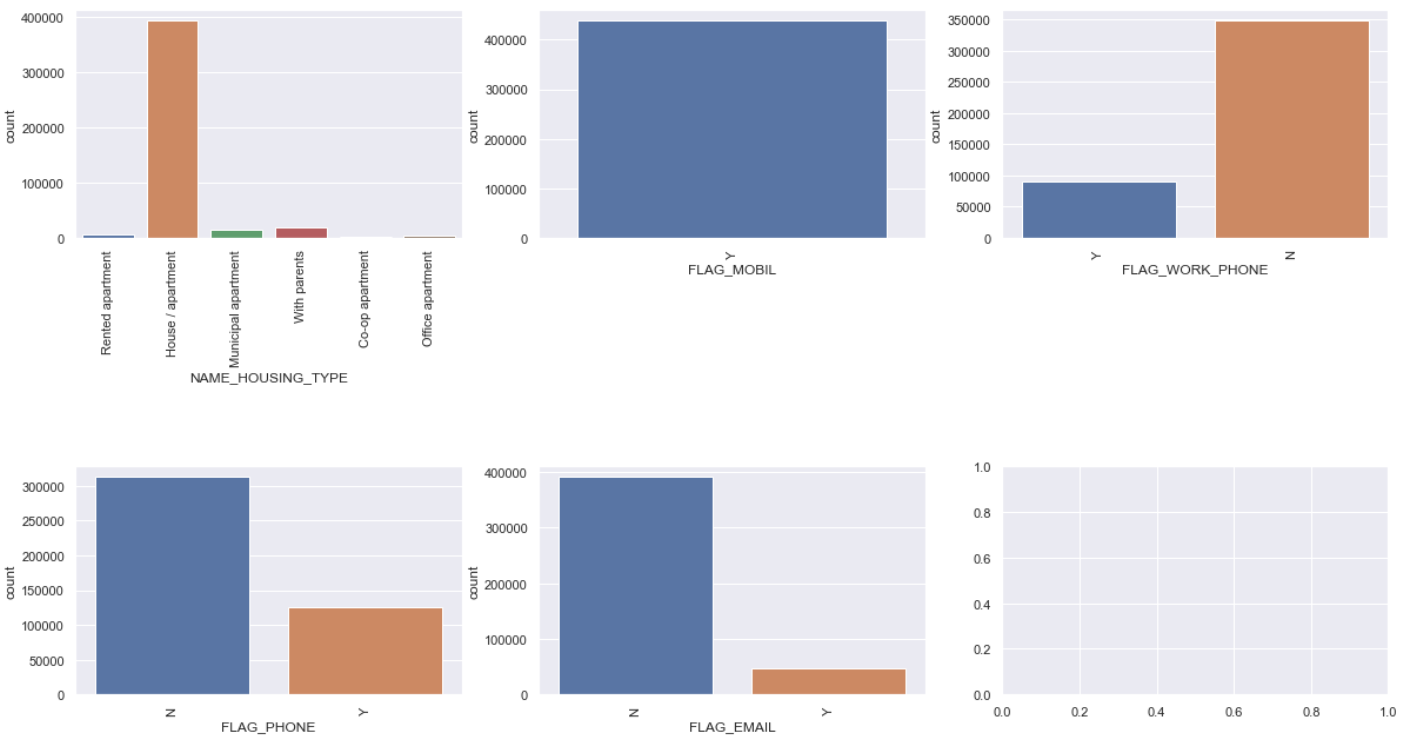 400000
300000
200000
100000
0
count
Rented apartment
House / apartment
Municipal apartment
With parents
Co-op apartment
Office apartment
NAME_HOUSING_TYPE
400000
300000
200000
100000
0
count
Y
FLAG_MOBIL
350000
300000
250000
200000
150000
100000
50000
0
count
Y
N
FLAG_WORK_PHONE
300000
250000
200000
150000
100000
50000
0
count
N
Y
FLAG_PHONE
400000
300000
200000
100000
0
count
N
Y
FLAG_EMAIL
1.0
0.8
0.6
0.4
0.2
0.0
0.0 0.2 0.4 0.6 0.8 1.0